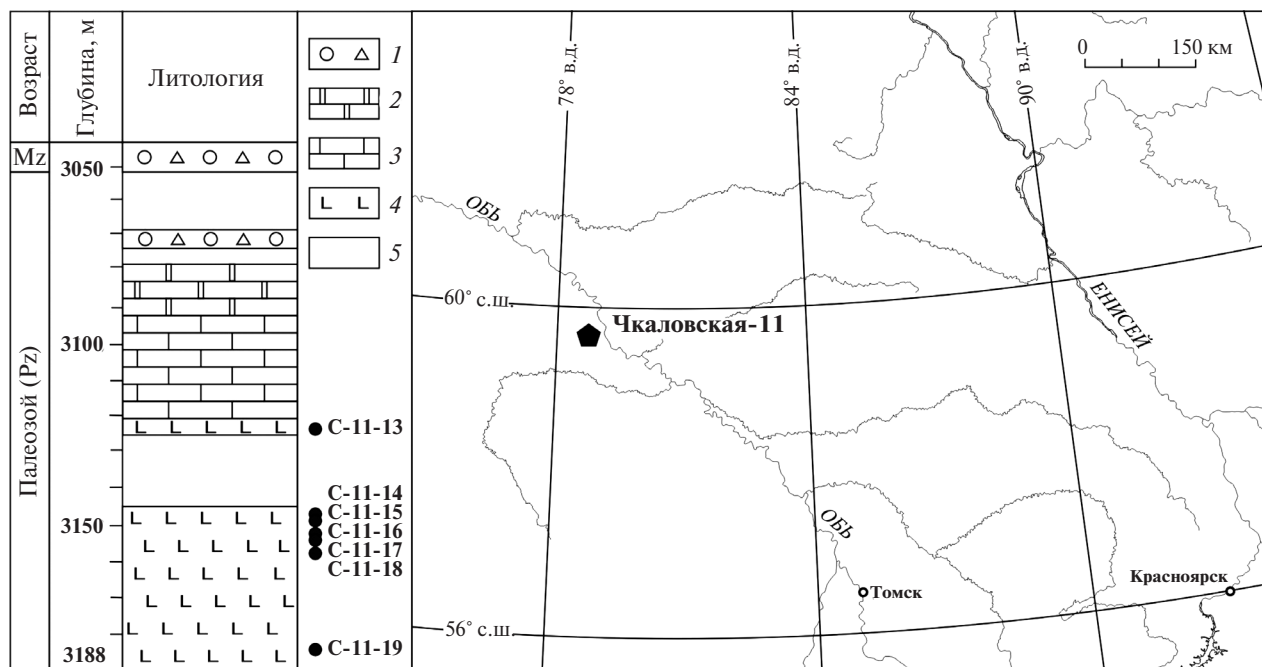 Возраст
Глубина, м
Литология
Mz
Палеозой (Pz)
3050
3100
3150
3188
1
2
3
4
5
С-11-13
С-11-14
С-11-15
С-11-16
С-11-17
С-11-18
С-11-19
78° в.д.
84° в.д.
90° в.д.
0 150 км
ОБЬ
60° с.ш.
ЕНИСЕЙ
Чкаловская-11
ОБЬ
Томск
Красноярск
56° с.ш.